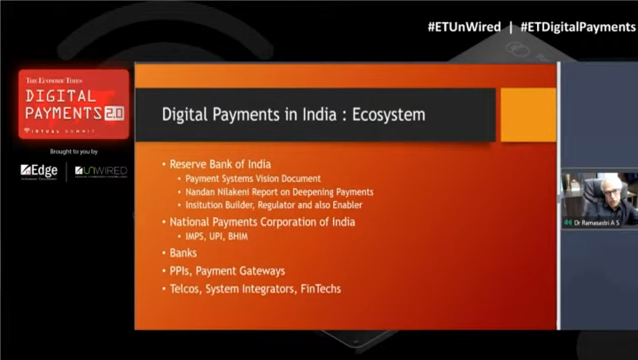 #ETUnWired | #ETDigitalPayments
THE ECONOMIC TIMES
DIGITAL
PAYMENTS 2.0
VIRTUAL SUMMIT
Brought to you by
Edge
UNWIRED
Digital Payments in India : Ecosystem
• Reserve Bank of India
• Payment Systems Vision Document
• Nandan Nilakeni Report on Deepening Payments
• Insitution Builder, Regulator and also Enabler
• National Payments Corporation of India
• IMPS, UPI, BHIM
• Banks
• PPIs, Payment Gateways
• Telcos, System Integrators, FinTechs
Dr Ramasastri A S